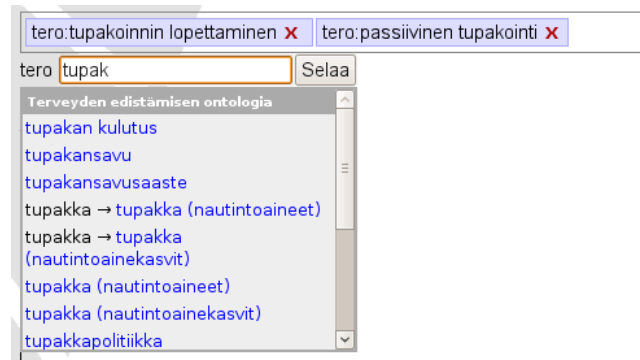 tero:tupakoinnin lopettaminen x tero:passiivinen tupakointi x
tero tupak Selaa
Terveyden edistämisen ontologia
tupakan kulutus
tupakansavu
tupakansavusaaste
tupakka → tupakka (nautintoaineet)
tupakka → tupakka
(nautintoainekasvit)
tupakka (nautintoaineet)
tupakka (nautintoainekasvit)
tupakkapolitiikka